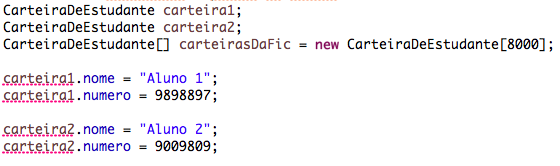 CarteiraDeEstudante carteira1;
CarteiraDeEstudante carteira2;
CarteiraDeEstudante[] carteirasDaFic = new CarteiraDeEstudante[8000];
carteira1.nome = "Aluno 1";
carteira1.numero = 9898897;
carteira2.nome = "Aluno 2";
carteira2.numero = 9009809;